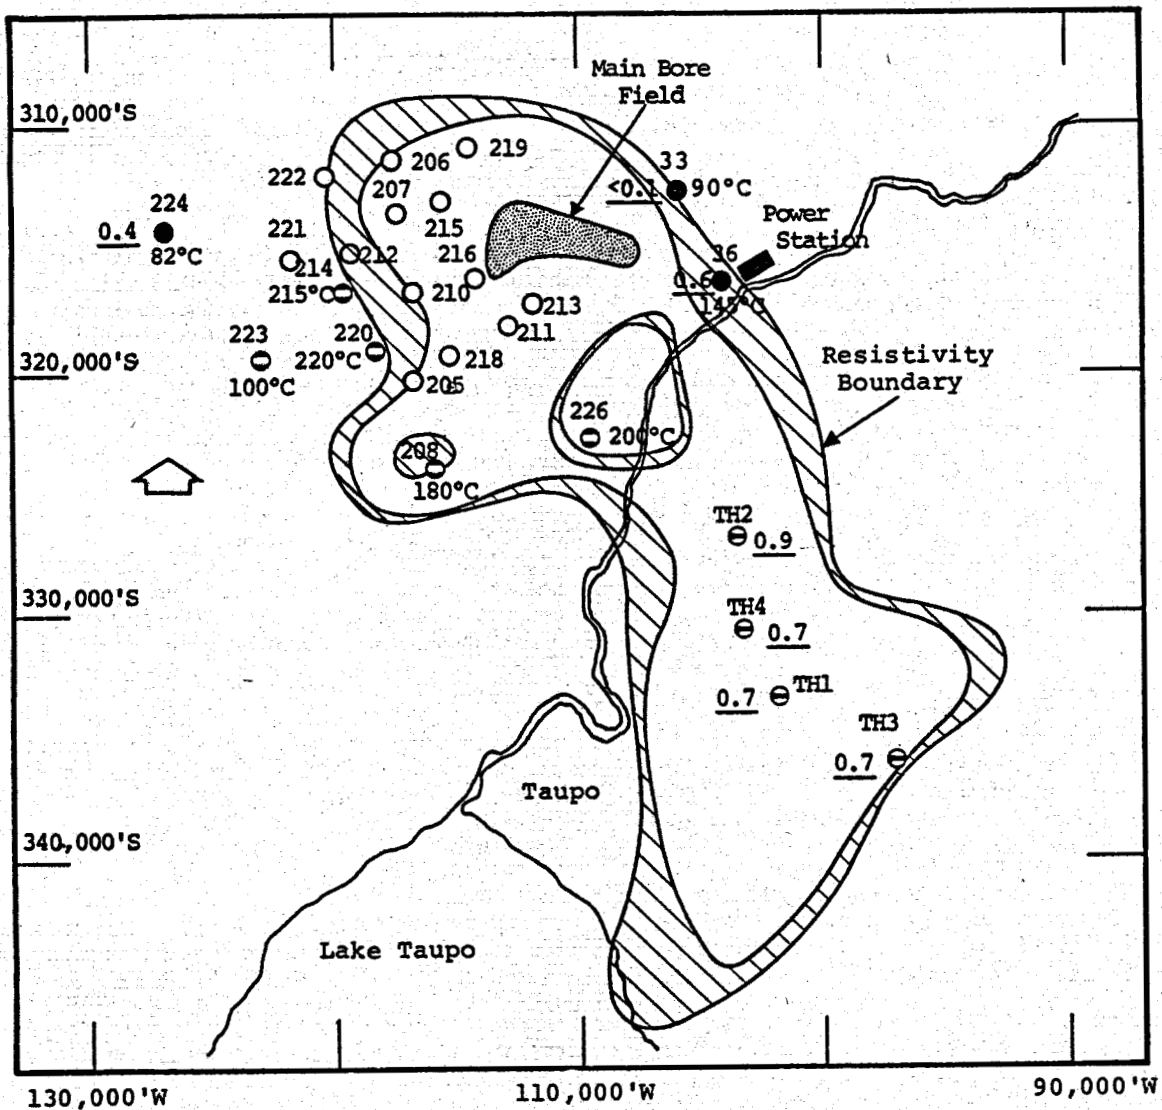 Main Bore
Field
310,000'S
219
206
33
222
207
<0.1
90°C
224
0.4
82°C
221
215
Power
Station
212
216
36
214
215°C
210
0.6
145°C
213
211
223
220
220°C
218
320,000'S
100°C
205
Resistivity
Boundary
226
200°C
208
180°C
TH2
0.9
330,000'S
TH4
0.7
TH1
0.7
TH3
0.7
Taupo
340,000'S
Lake Taupo
130,000'W
110,000'W
90,000'W